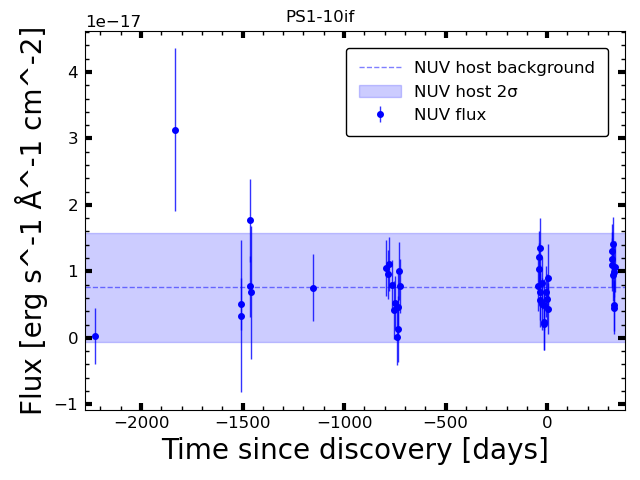 PS1-10if
1e−17
NUV host background
NUV host 2σ
NUV flux
4
3
2
1
0
−1
Flux [erg s^-1 Å^-1 cm^-2]
−2000 −1500 −1000 −500 0
Time since discovery [days]